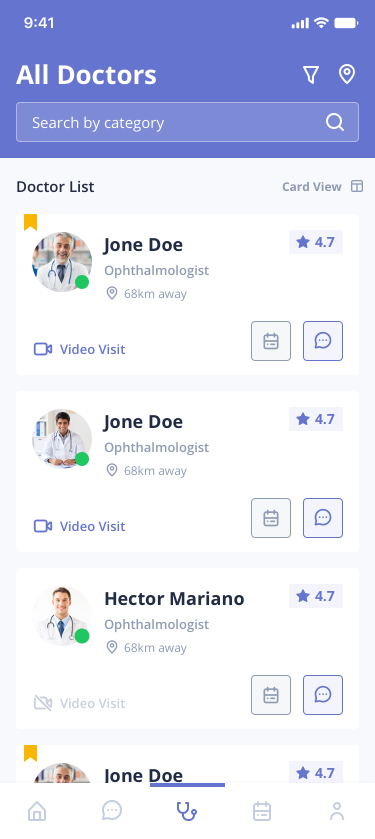 9:41
All Doctors
Search by category
Doctor List
Card View
Jone Doe
4.7
Ophthalmologist
68km away
Video Visit
Jone Doe
4.7
Ophthalmologist
68km away
Video Visit
Hector Mariano
4.7
Ophthalmologist
68km away
Video Visit
Jone Doe
4.7